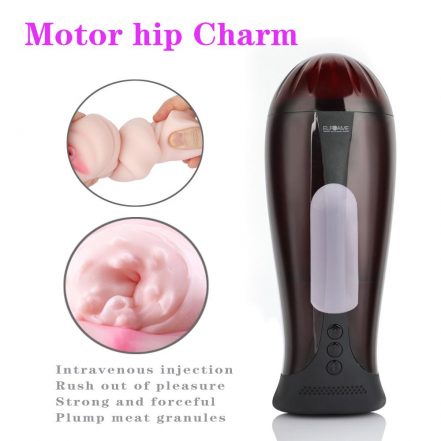 Motor hip Charm
Intravenous injection
Rush out of pleasure
Strong and forceful
Plump meat granules